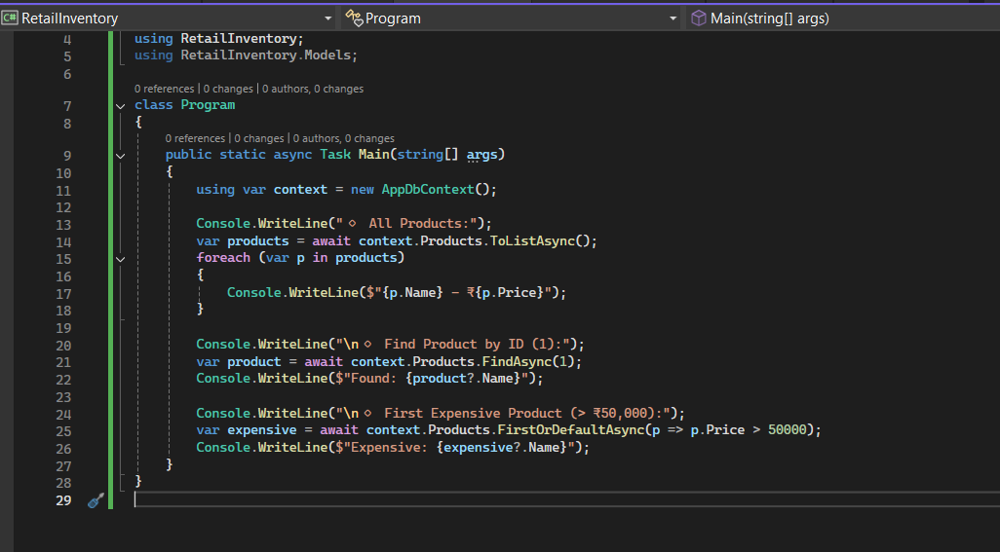 C# RetailInventory Program Main(string[] args)
4 using RetailInventory;
5 using RetailInventory.Models;
6
0 references | 0 changes | 0 authors, 0 changes
7 class Program
8 {
0 references | 0 changes | 0 authors, 0 changes
9 public static async Task Main(string[] args)
10 {
11 using var context = new AppDbContext();
12
13 Console.WriteLine("⋄ All Products:");
14 var products = await context.Products.ToListAsync();
15 foreach (var p in products)
16 {
17 Console.WriteLine($"{p.Name} - ₹{p.Price}");
18 }
19
20 Console.WriteLine("\n⋄ Find Product by ID (1):");
21 var product = await context.Products.FindAsync(1);
22 Console.WriteLine($"Found: {product?.Name}");
23
24 Console.WriteLine("\n⋄ First Expensive Product (> ₹50,000):");
25 var expensive = await context.Products.FirstOrDefaultAsync(p => p.Price > 50000);
26 Console.WriteLine($"Expensive: {expensive?.Name}");
27 }
28 }
29